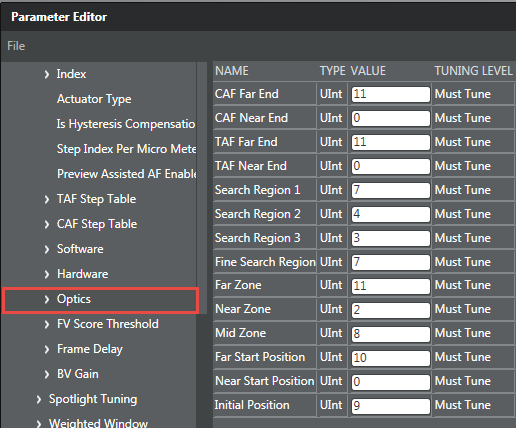 Parameter Editor
File
Index
Actuator Type
Is Hysteresis Compensatio
Step Index Per Micro Mete
Preview Assisted AF Enable
TAF Step Table
CAF Step Table
Software
Hardware
Optics
FV Score Threshold
Frame Delay
BV Gain
Spotlight Tuning
Weighted Window
NAME TYPE VALUE TUNING LEVEL
CAF Far End UInt 11 Must Tune
CAF Near End UInt 0 Must Tune
TAF Far End UInt 11 Must Tune
TAF Near End UInt 0 Must Tune
Search Region 1 UInt 7 Must Tune
Search Region 2 UInt 4 Must Tune
Search Region 3 UInt 3 Must Tune
Fine Search Region UInt 7 Must Tune
Far Zone UInt 11 Must Tune
Near Zone UInt 2 Must Tune
Mid Zone UInt 8 Must Tune
Far Start Position UInt 10 Must Tune
Near Start Position UInt 0 Must Tune
Initial Position UInt 9 Must Tune